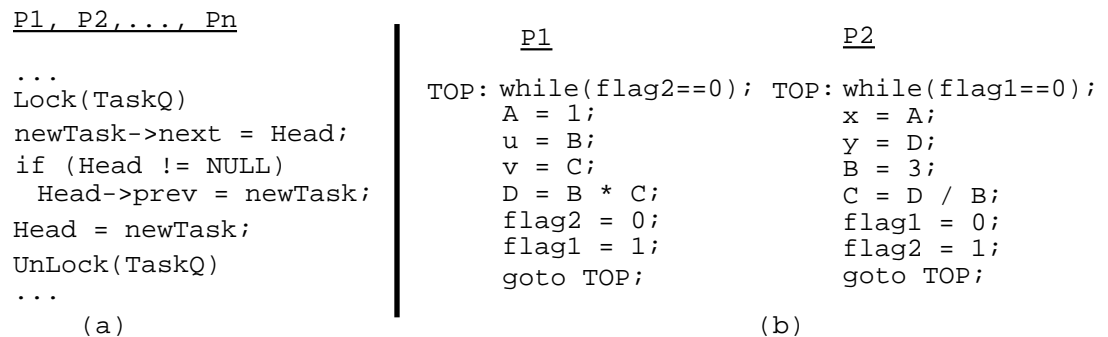 P1, P2,..., Pn
...
Lock(TaskQ)
newTask->next = Head;
if (Head != NULL)
Head->prev = newTask;
Head = newTask;
UnLock(TaskQ)
...
(a)
P1
TOP: while(flag2==0);
A = 1;
u = B;
v = C;
D = B * C;
flag2 = 0;
flag1 = 1;
goto TOP;
P2
TOP: while(flag1==0);
x = A;
y = D;
B = 3;
C = D / B;
flag1 = 0;
flag2 = 1;
goto TOP;
(b)